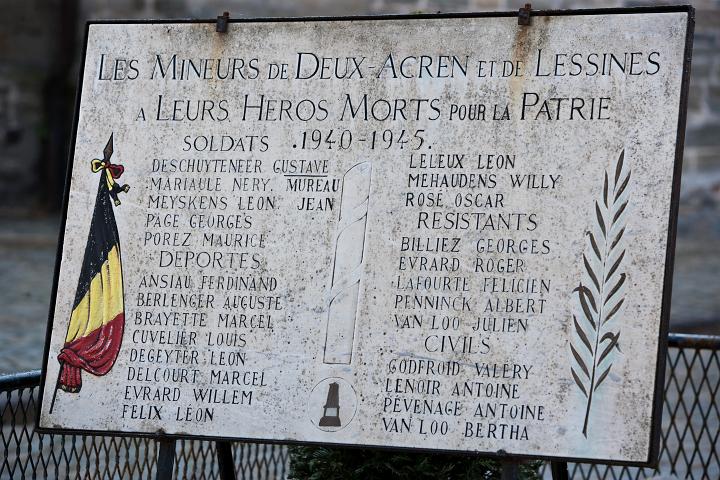 LES MINEURS DE DEUX-ACREN ET DE LESSINES
A LEURS HEROS MORTS POUR LA PATRIE
SOLDATS .1940-1945.
DESCHUYTENEER GUSTAVE
MARIAULE NERY, MUREAU
MEYSKENS LEON, JEAN
PAGE GEORGES
POREZ MAURICE
DEPORTES
ANSIAU FERDINAND
BERLENGER AUGUSTE
BRAYETTE MARCEL
CUVELIER LOUIS
DEGEYTER LEON
DELCOURT MARCEL
EVRARD WILLEM
FELIX LÉON
LELEUX LEON
MEHAUDENS WILLY
ROSÉ OSCAR
RESISTANTS
BILLIEZ GEORGES
EVRARD ROGER
LAFOURTE FELICIEN
PENNINCK ALBERT
VAN LOO JULIEN
CIVILS
GODFROID VALÉRY
LENOIR ANTOINE
PÉVENAGE ANTOINE
VAN LOO BERTHA